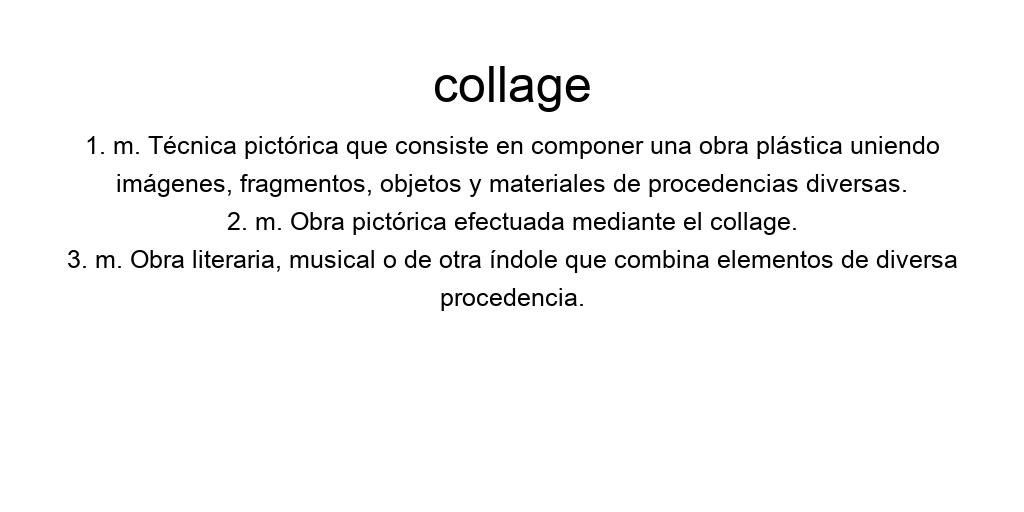 collage
1. m. Técnica pictórica que consiste en componer una obra plástica uniendo
imágenes, fragmentos, objetos y materiales de procedencias diversas.
2. m. Obra pictórica efectuada mediante el collage.
3. m. Obra literaria, musical o de otra índole que combina elementos de diversa
procedencia.